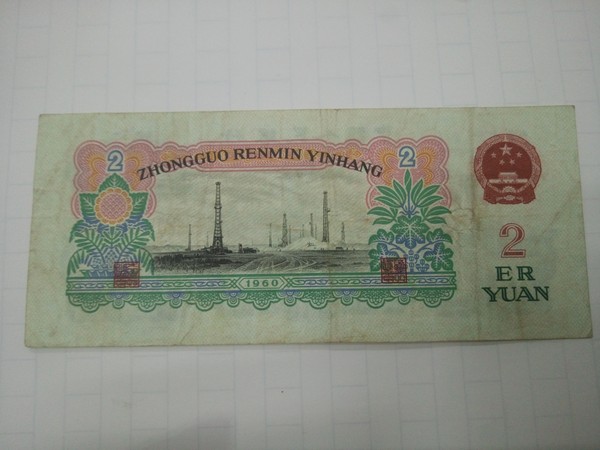 2
ZHONGGUO RENMIN YINHANG
2
1960
2
ER
YUAN